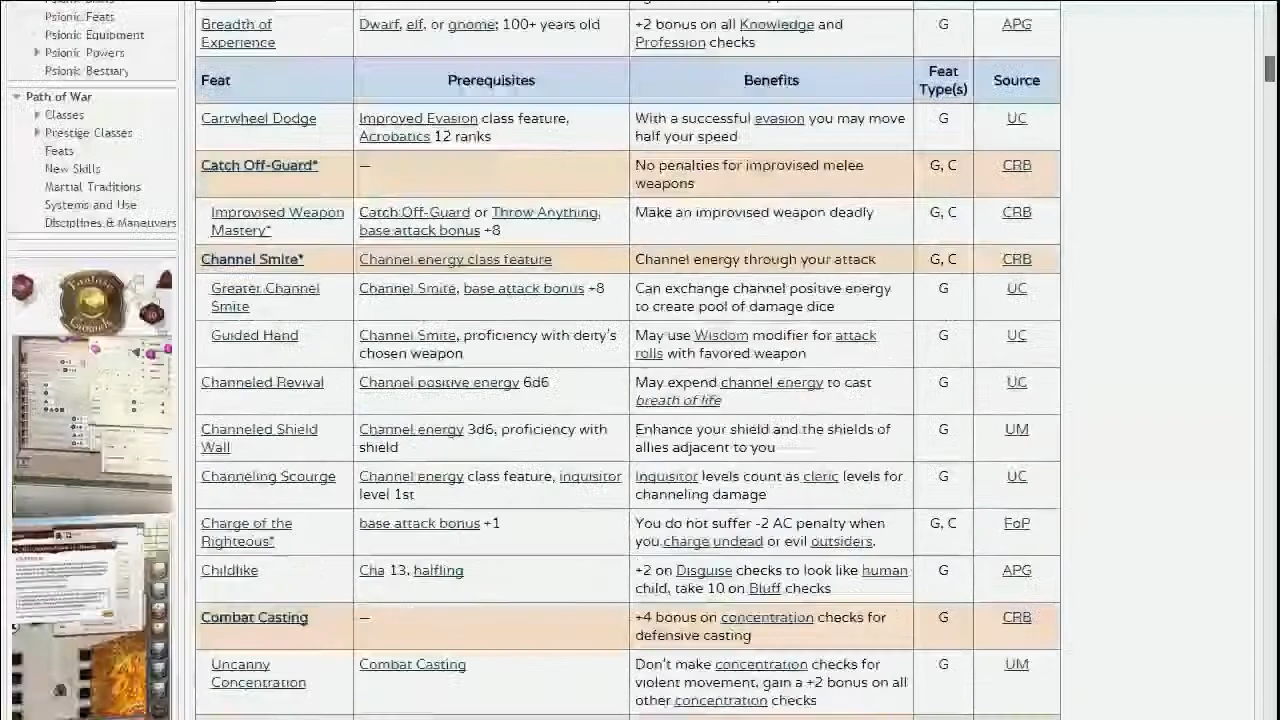 Psionic Feats
Psionic Equipment
Psionic Powers
Psionic Bestiary
Path of War
Classes
Prestige Classes
Feats
New Skills
Martial Traditions
Systems and Use
Disciplines & Maneuvers
Fantasy
Grounds
Breadth of Experience
Dwarf, elf, or gnome; 100+ years old
+2 bonus on all Knowledge and
Profession checks
G
APG
Feat
Prerequisites
Benefits
Feat
Type(s)
Source
Cartwheel Dodge
Improved Evasion class feature,
Acrobatics 12 ranks
With a successful evasion you may move
half your speed
G
UC
Catch Off-Guard*
—
No penalties for improvised melee
weapons
G, C
CRB
Improvised Weapon
Mastery*
Catch Off-Guard or Throw Anything,
base attack bonus +8
Make an improvised weapon deadly
G, C
CRB
Channel Smite*
Channel energy class feature
Channel energy through your attack
G, C
CRB
Greater Channel
Smite
Channel Smite, base attack bonus +8
Can exchange channel positive energy
to create pool of damage dice
G
UC
Guided Hand
Channel Smite, proficiency with deity's
chosen weapon
May use Wisdom modifier for attack
rolls with favored weapon
G
UC
Channeled Revival
Channel positive energy 6d6
May expend channel energy to cast
breath of life
G
UC
Channeled Shield
Wall
Channel energy 3d6, proficiency with
shield
Enhance your shield and the shields of
allies adjacent to you
G
UM
Channeling Scourge
Channel energy class feature, inquisitor
level 1st
Inquisitor levels count as cleric levels for
channeling damage
G
UC
Charge of the
Righteous*
base attack bonus +1
You do not suffer -2 AC penalty when
you charge undead or evil outsiders.
G, C
FoP
Childlike
Cha 13, halfling
+2 on Disguise checks to look like human
child, take 10 on Bluff checks
G
APG
Combat Casting
—
+4 bonus on concentration checks for
defensive casting
G
CRB
Uncanny
Concentration
Combat Casting
Don't make concentration checks for
violent movement, gain a +2 bonus on all
other concentration checks
G
UM